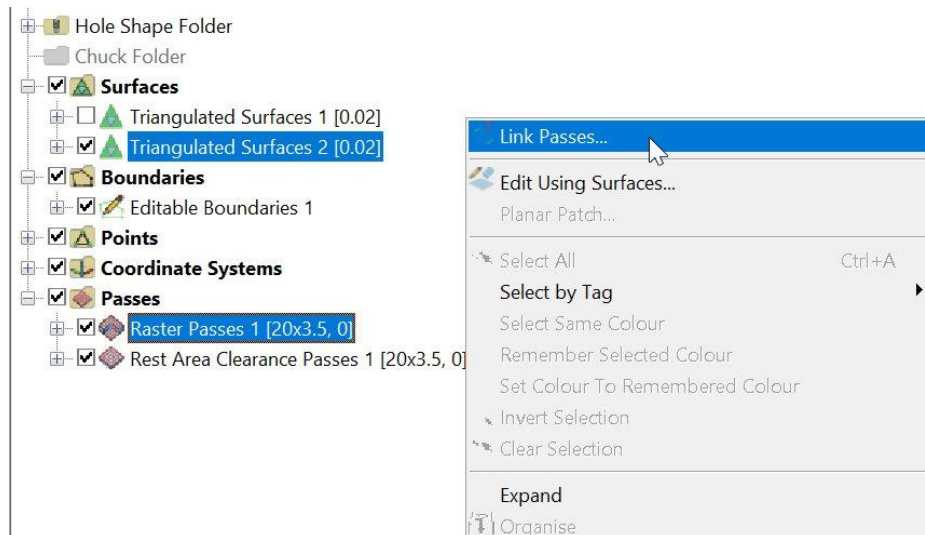 Hole Shape Folder
Chuck Folder
Surfaces
Triangulated Surfaces 1 [0.02]
Triangulated Surfaces 2 [0.02]
Boundaries
Editable Boundaries 1
Points
Coordinate Systems
Passes
Raster Passes 1 [20x3.5, 0]
Rest Area Clearance Passes 1 [20x3.5, 0]
Link Passes...
Edit Using Surfaces...
Planar Patch...
Select All Ctrl+A
Select by Tag
Select Same Colour
Remember Selected Colour
Set Colour To Remembered Colour
Invert Selection
Clear Selection
Expand
Organise